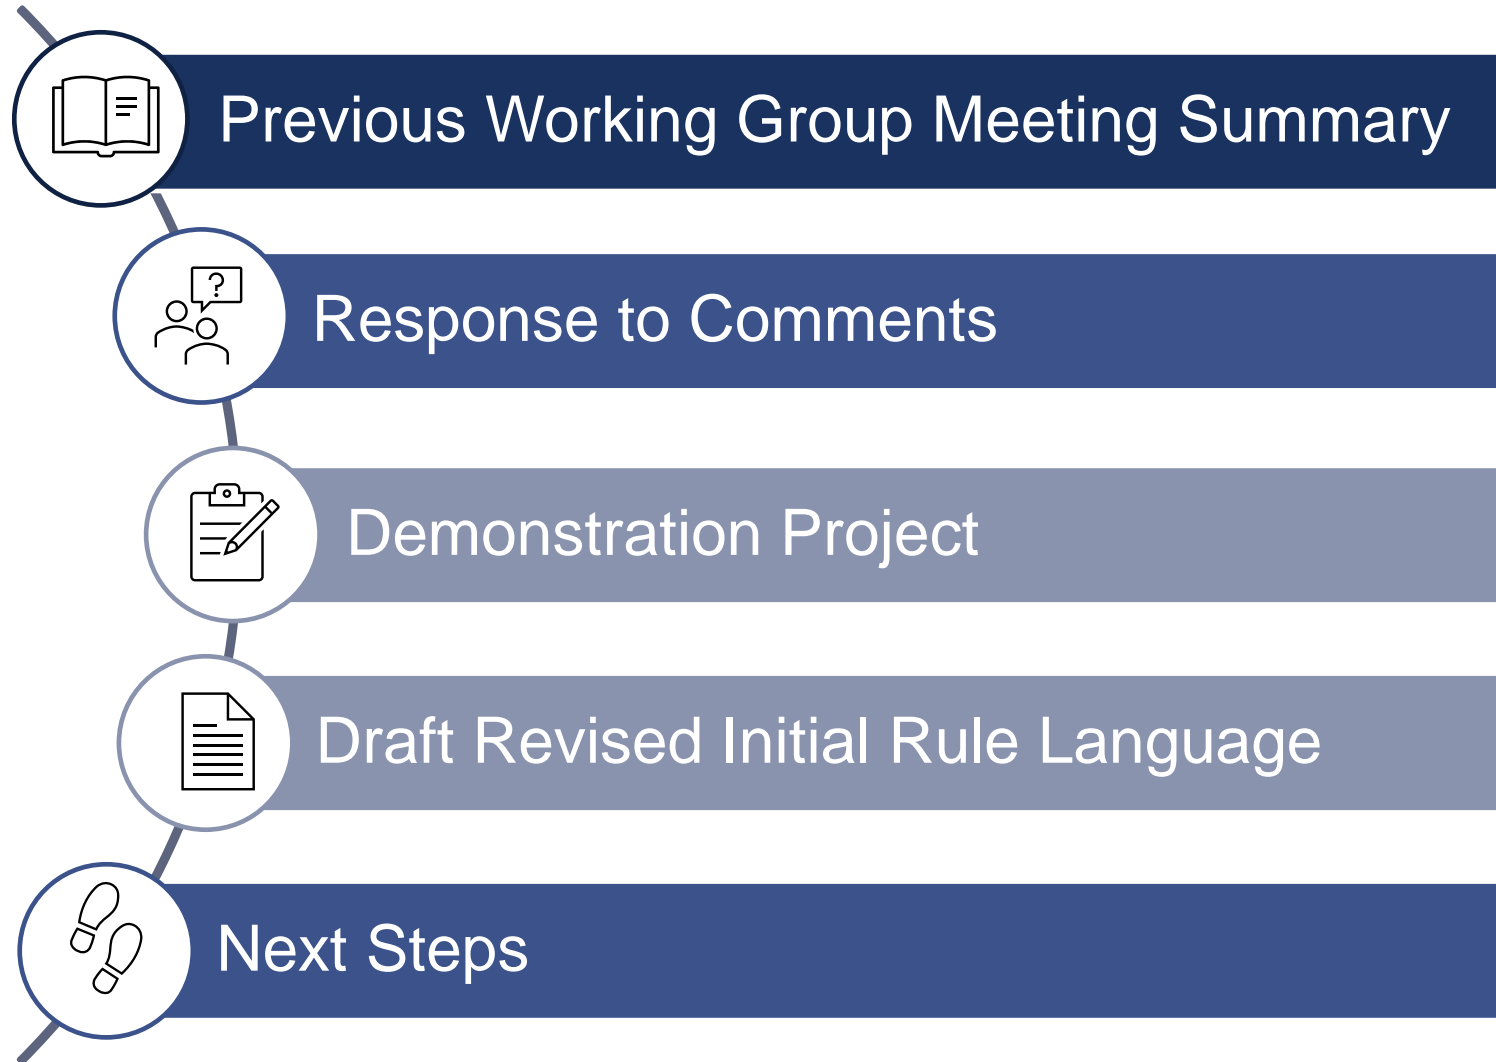 Previous Working Group Meeting Summary
?
Response to Comments
Demonstration Project
Draft Revised Initial Rule Language
Next Steps